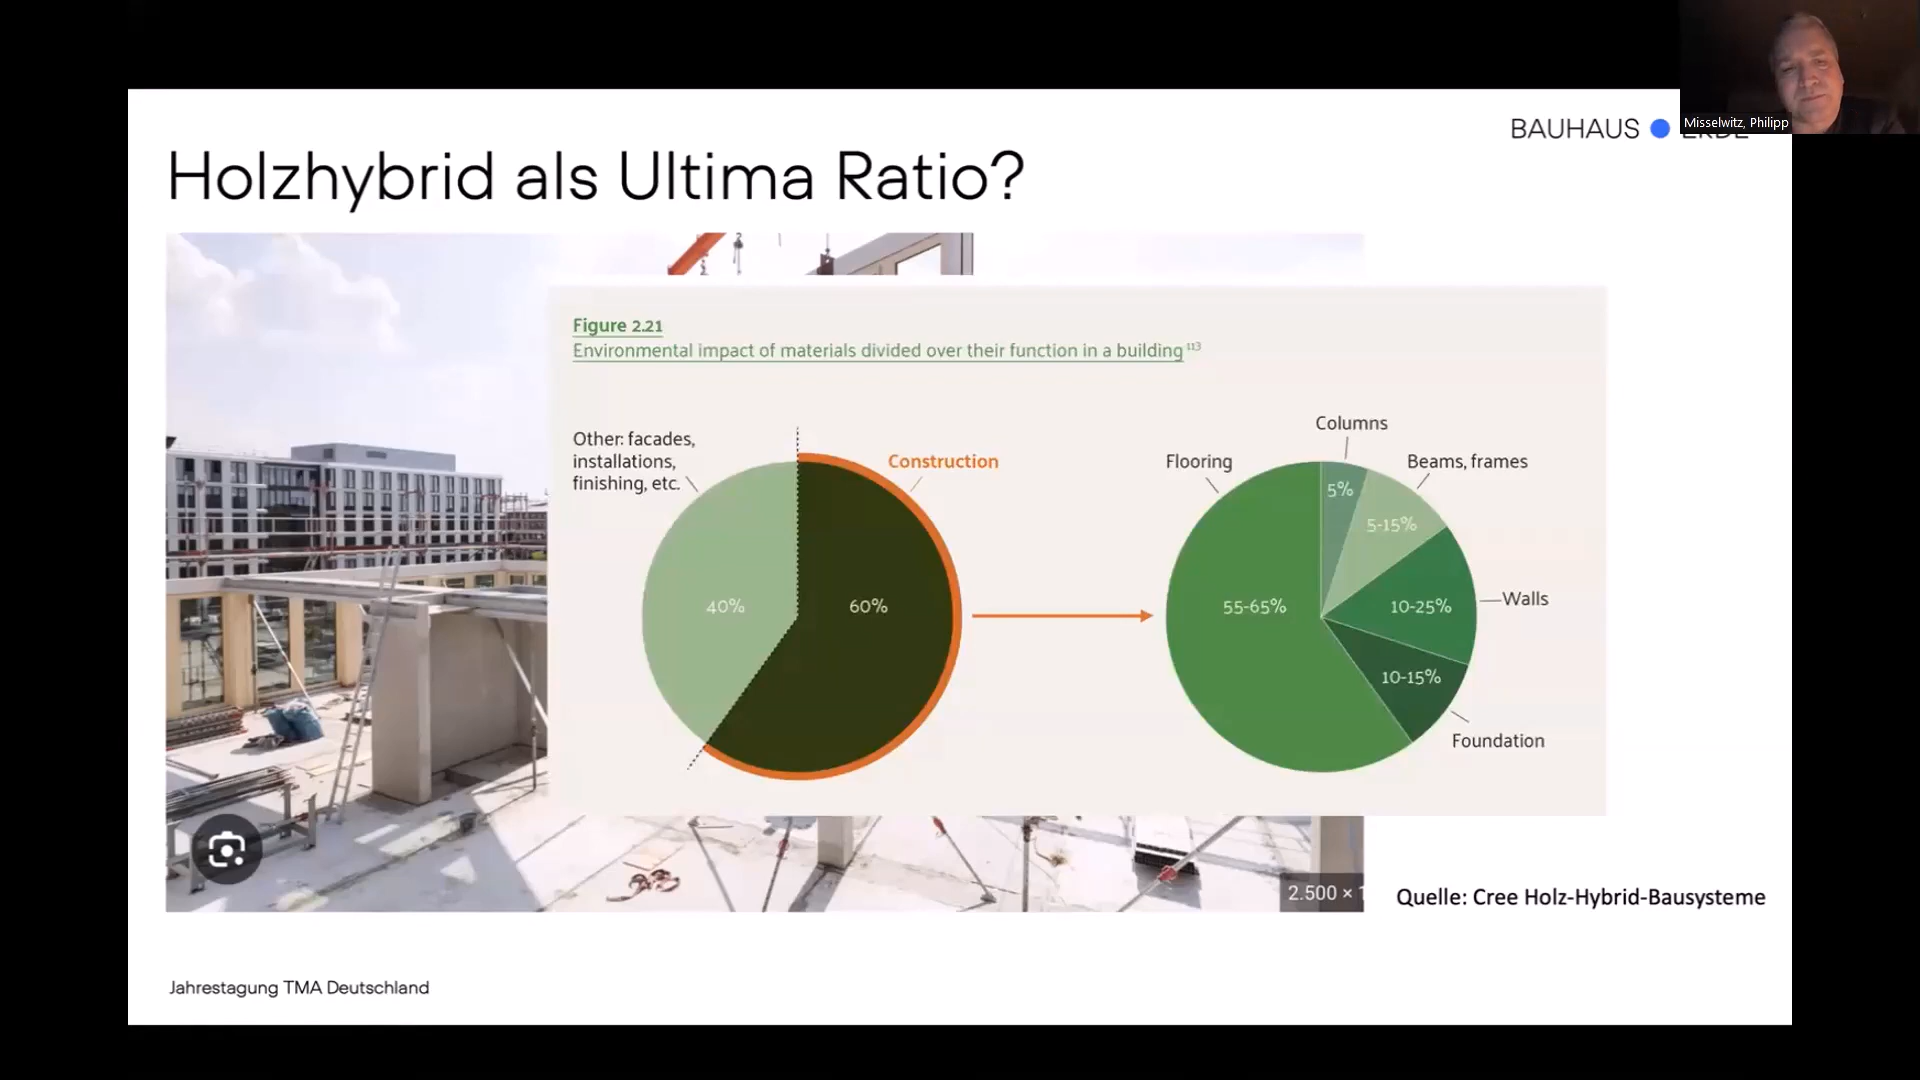 Misselwitz, Philipp
BAUHAUS ERDE
Holzhybrid als Ultima Ratio?
Figure 2.21
Environmental impact of materials divided over their function in a building 113
Other: facades,
installations,
finishing, etc.
Construction
40%
60%
Columns
Flooring
Beams, frames
5%
5-15%
55-65%
10-25%
Walls
10-15%
Foundation
2.500 ×
Quelle: Cree Holz-Hybrid-Bausysteme
Jahrestagung TMA Deutschland